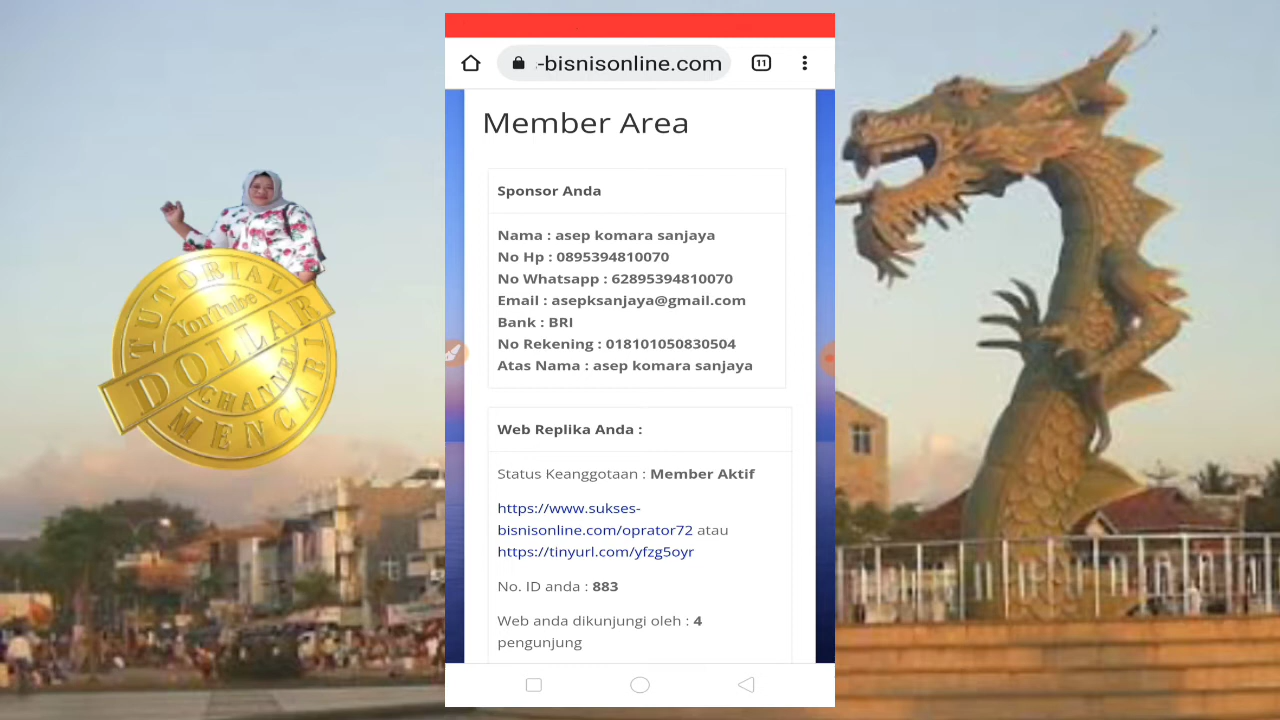 TUTORIAL
YouTube
DOLLAR
CHANNEL
MENCARI
-bisnisonline.com
11
Member Area
Sponsor Anda
Nama : asep komara sanjaya
No Hp : 0895394810070
No Whatsapp : 62895394810070
Email : asepksanjaya@gmail.com
Bank : BRI
No Rekening : 018101050830504
Atas Nama : asep komara sanjaya
Web Replika Anda :
Status Keanggotaan : Member Aktif
https://www.sukses-
bisnisonline.com/oprator72 atau
https://tinyurl.com/yfzg5oyr
No. ID anda : 883
Web anda dikunjungi oleh : 4
pengunjung